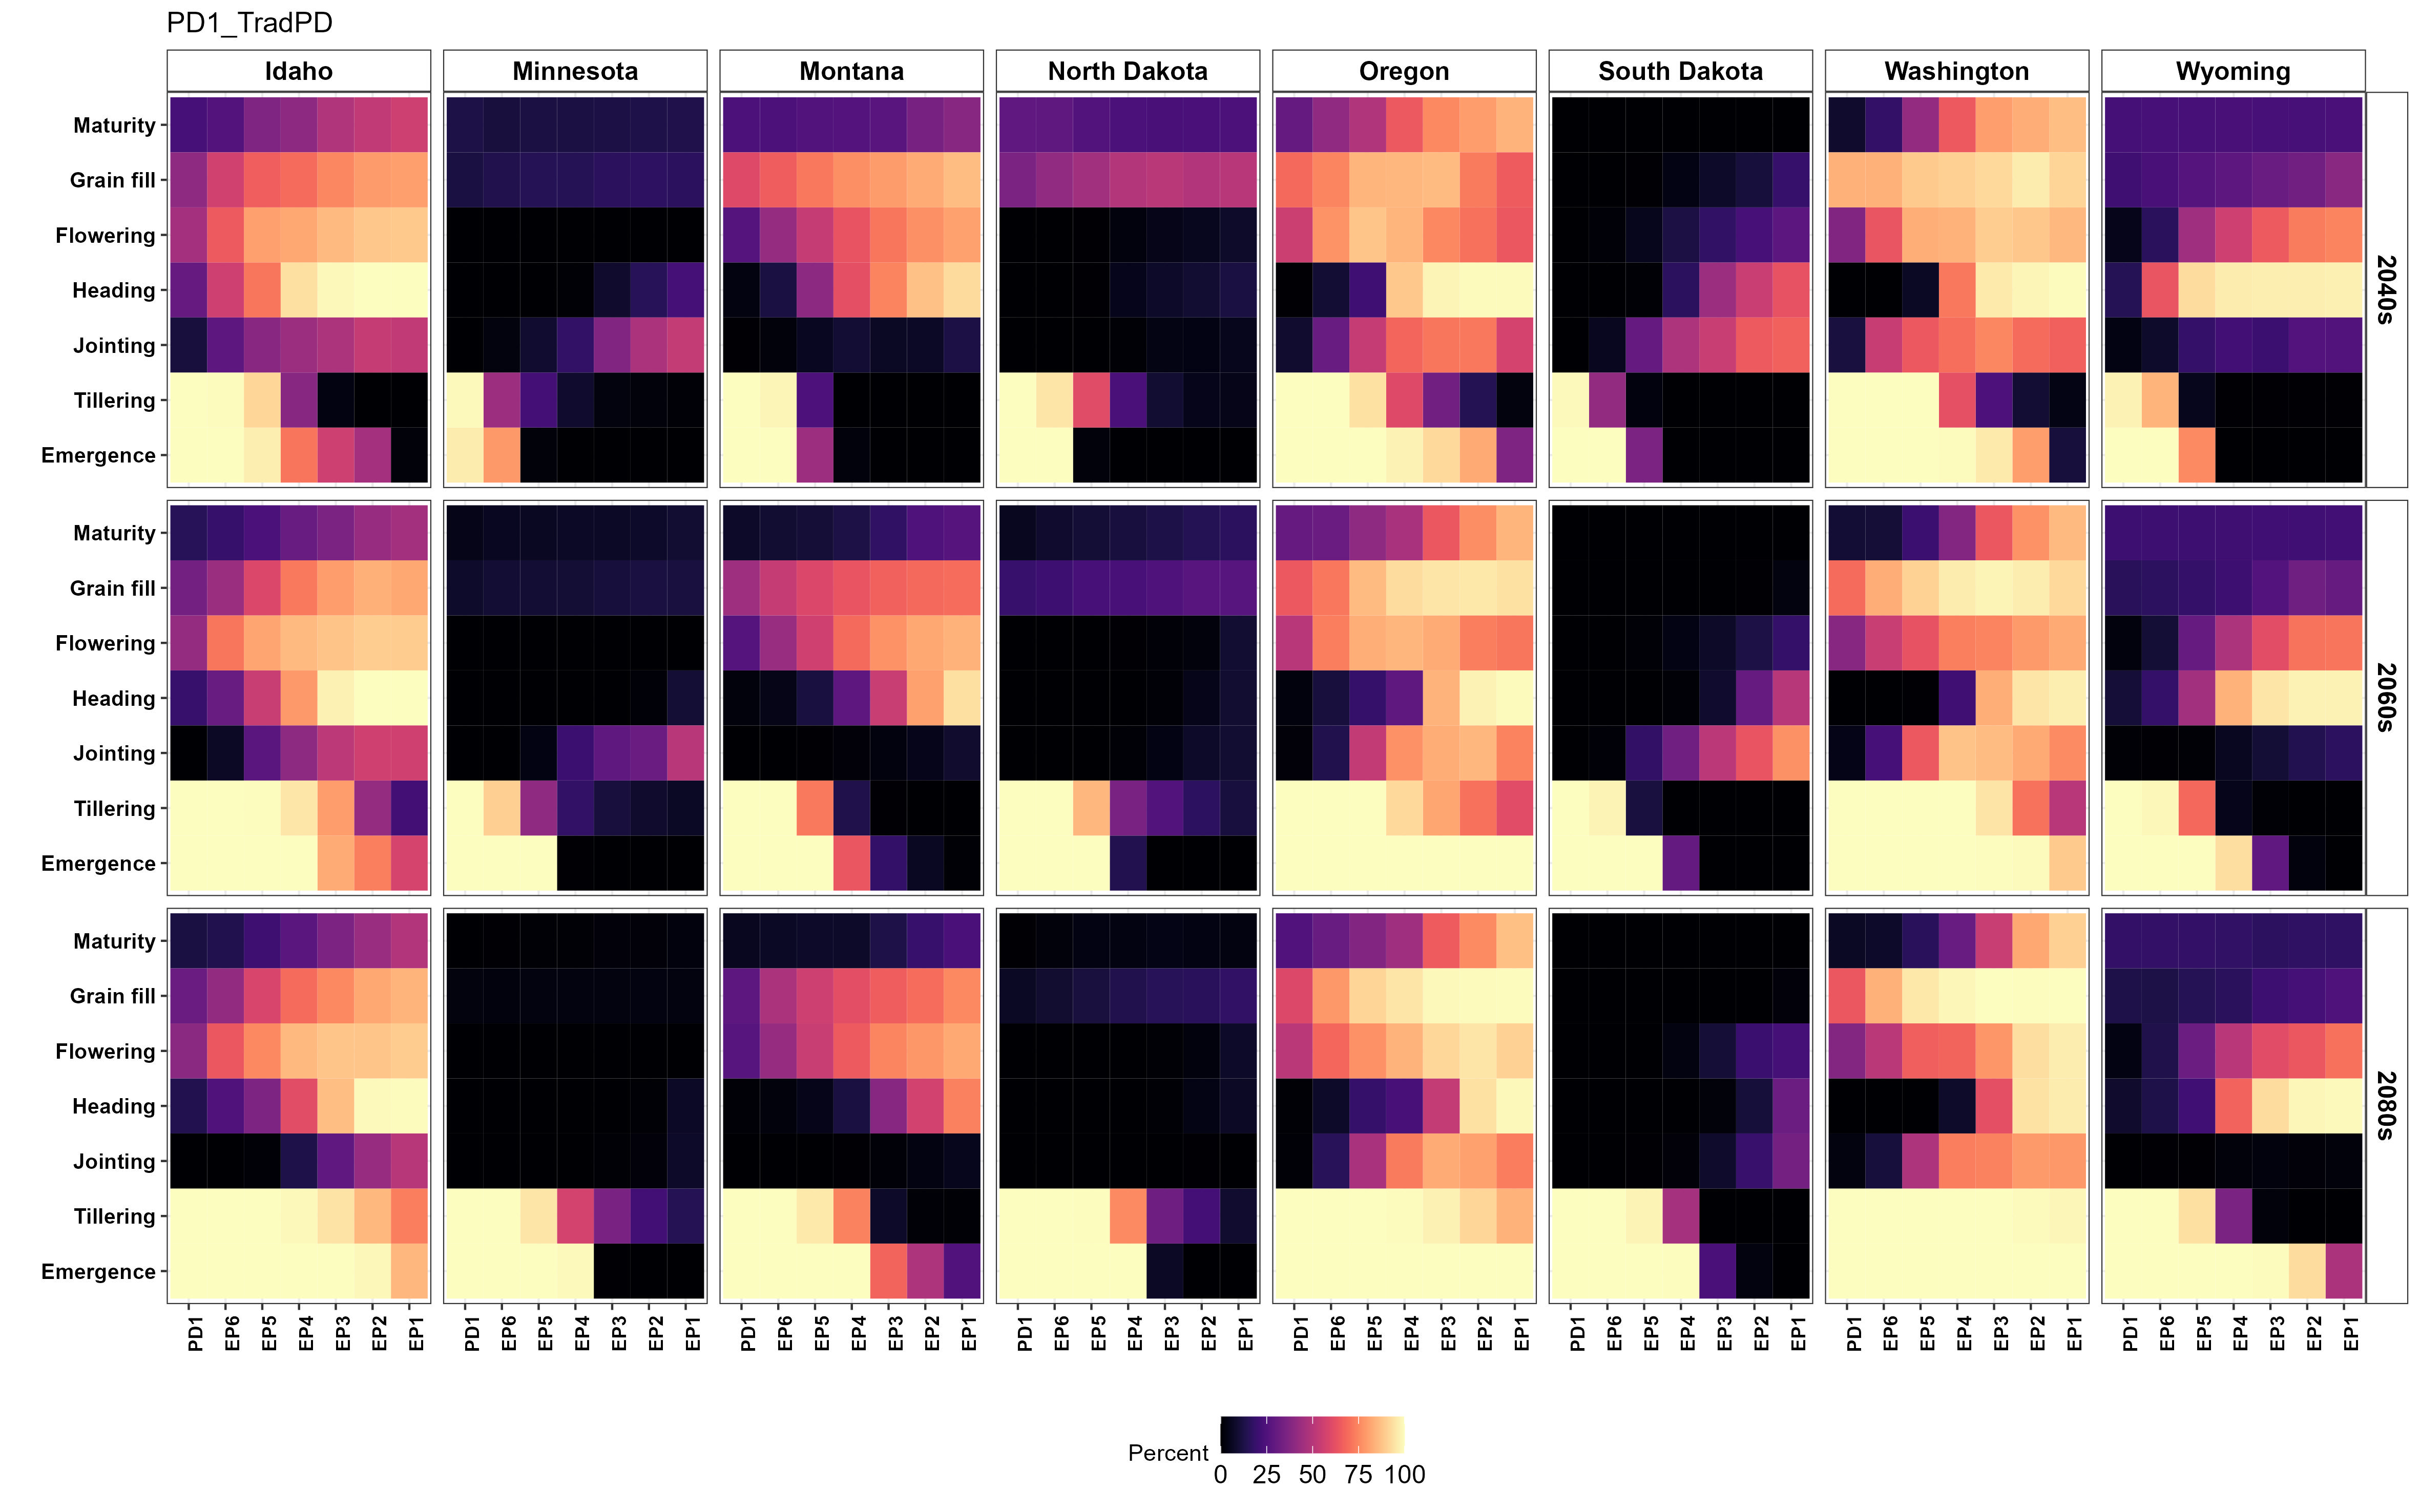 PD1_TradPD
Idaho Minnesota Montana North Dakota Oregon South Dakota Washington Wyoming
Maturity
Grain fill
Flowering
Heading
Jointing
Tillering
Emergence
2040s
Maturity
Grain fill
Flowering
Heading
Jointing
Tillering
Emergence
2060s
Maturity
Grain fill
Flowering
Heading
Jointing
Tillering
Emergence
2080s
PD1 EP6 EP5 EP4 EP3 EP2 EP1 PD1 EP6 EP5 EP4 EP3 EP2 EP1 PD1 EP6 EP5 EP4 EP3 EP2 EP1 PD1 EP6 EP5 EP4 EP3 EP2 EP1 PD1 EP6 EP5 EP4 EP3 EP2 EP1 PD1 EP6 EP5 EP4 EP3 EP2 EP1 PD1 EP6 EP5 EP4 EP3 EP2 EP1 PD1 EP6 EP5 EP4 EP3 EP2 EP1
Percent
0 25 50 75 100